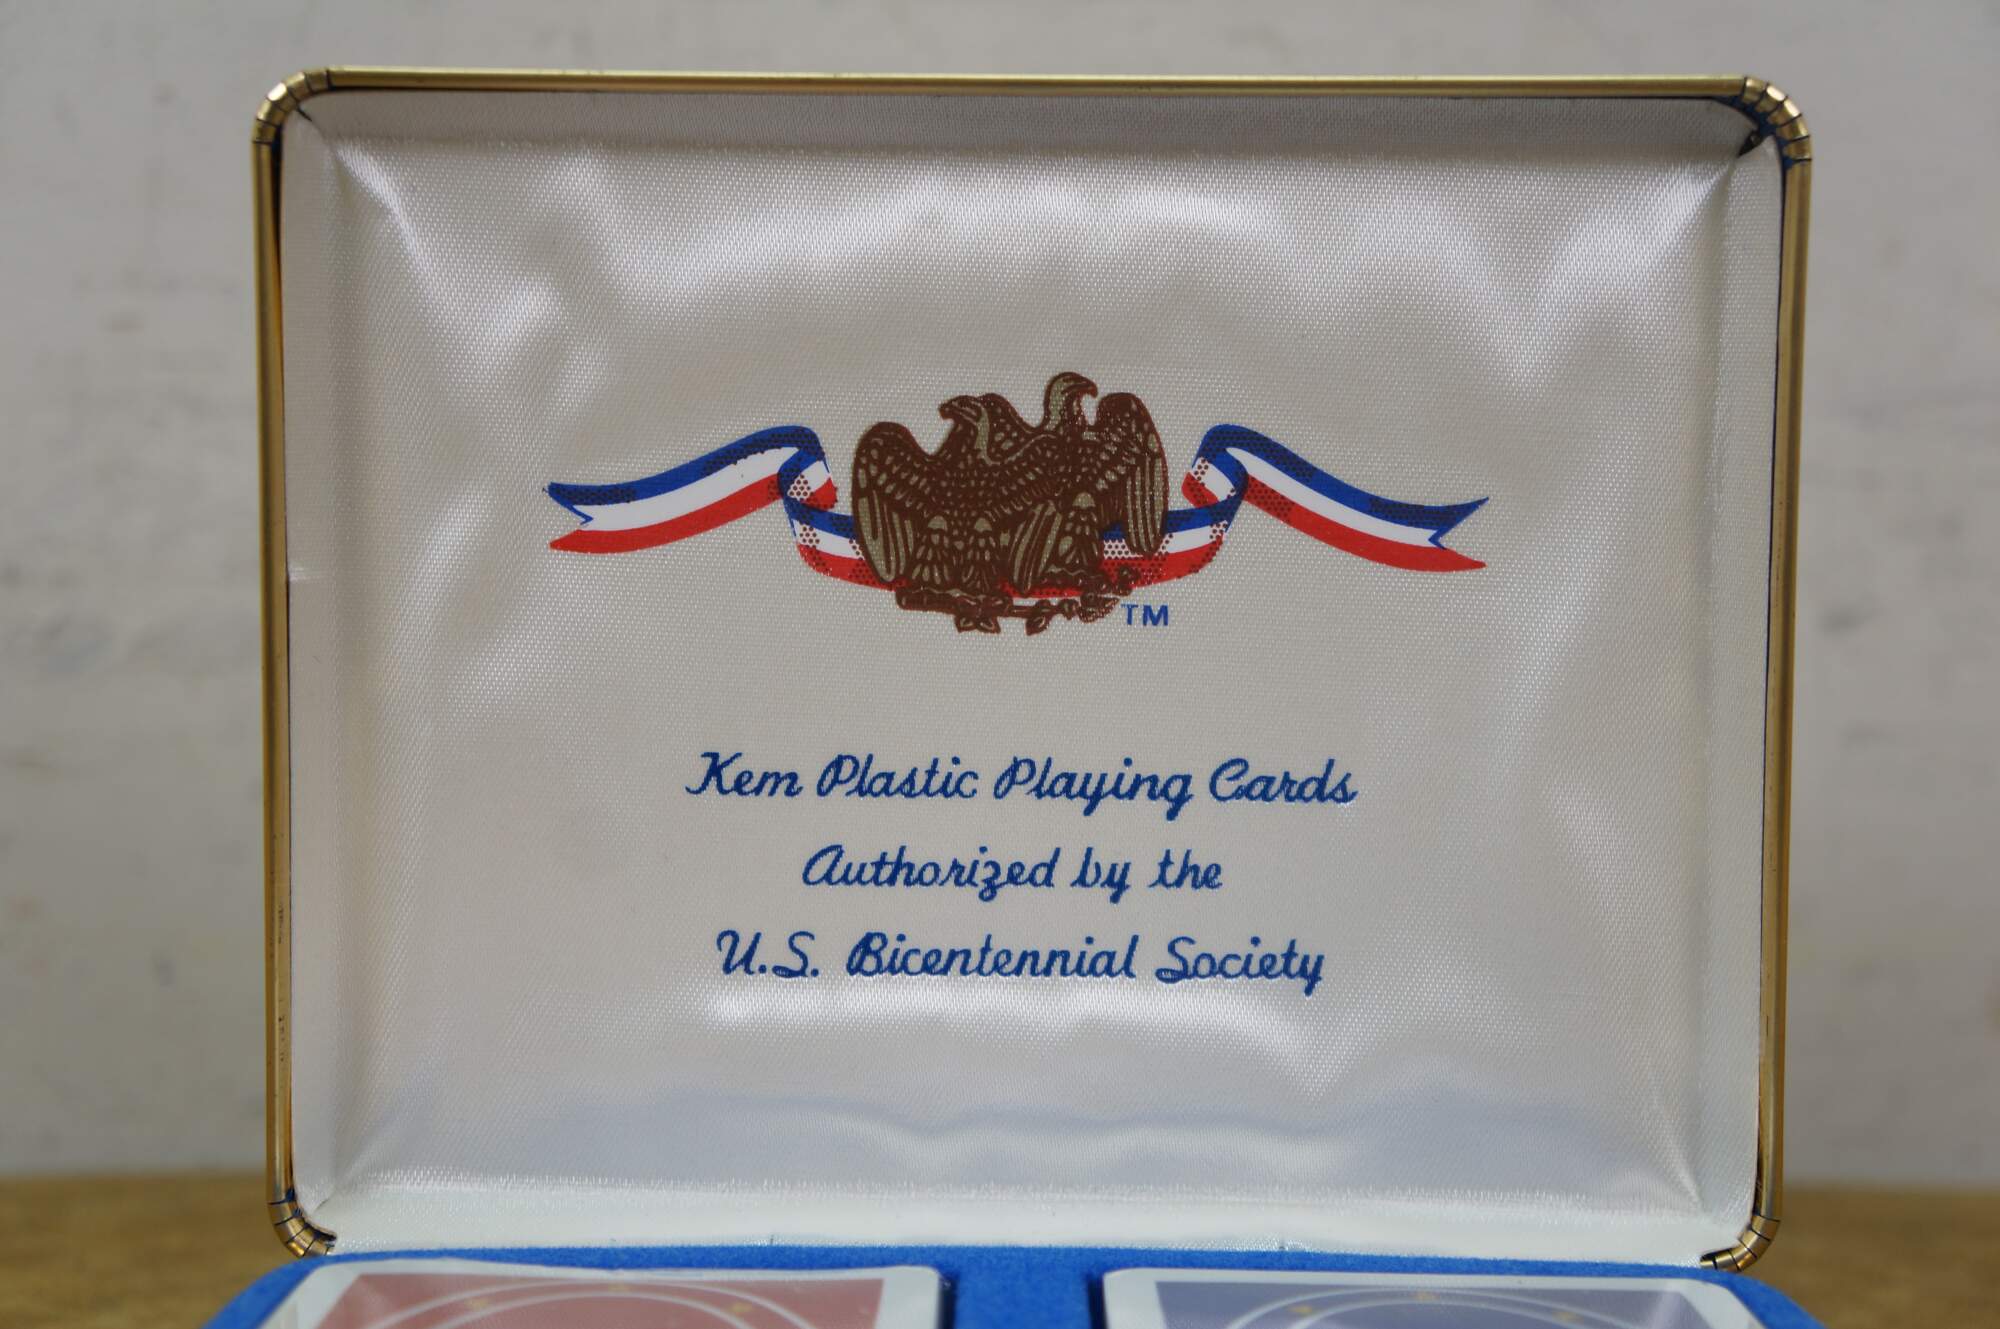 TM
Kem Plastic Playing Cards
Authorized by the
U.S. Bicentennial Society